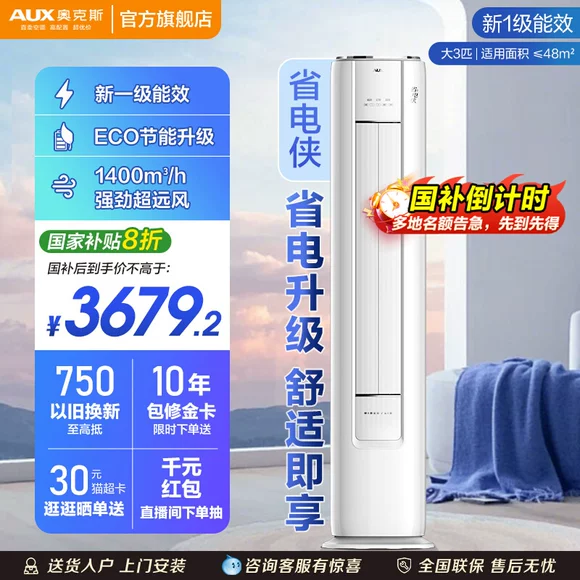 AUX 奥克斯 官方旗舰店
新1级能效
大3匹 | 适用面积 ≤48m²
新一级能效
ECO节能升级
1400m³/h
强劲超远风
国家补贴8折
国补后到手价不高于:
¥3679.2
750
以旧换新
至高抵
10年
包修金卡
限时下单送
30元
猫超卡
逛逛晒单送
千元
红包
直播间下单抽
省电侠
省电升级 舒适即享
AUX
国补倒计时
多地名额告急,先到先得
送货入户 上门安装
咨询客服有惊喜
全国联保 售后无忧